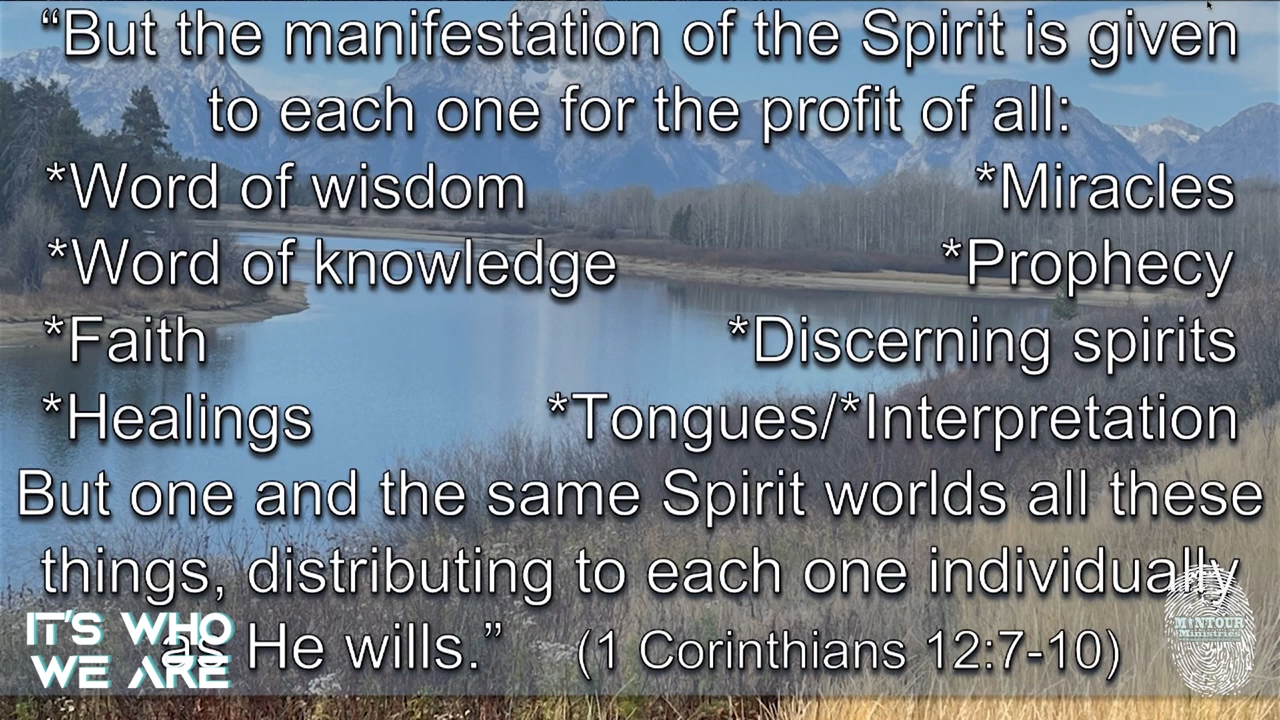 “But the manifestation of the Spirit is given
to each one for the profit of all:
*Word of wisdom *Miracles
*Word of knowledge *Prophecy
*Faith *Discerning spirits
*Healings *Tongues/*Interpretation
But one and the same Spirit worlds all these
things, distributing to each one individually
as He wills.” (1 Corinthians 12:7-10)
IT'S WHO
WE ARE
MANTOUR
Ministries